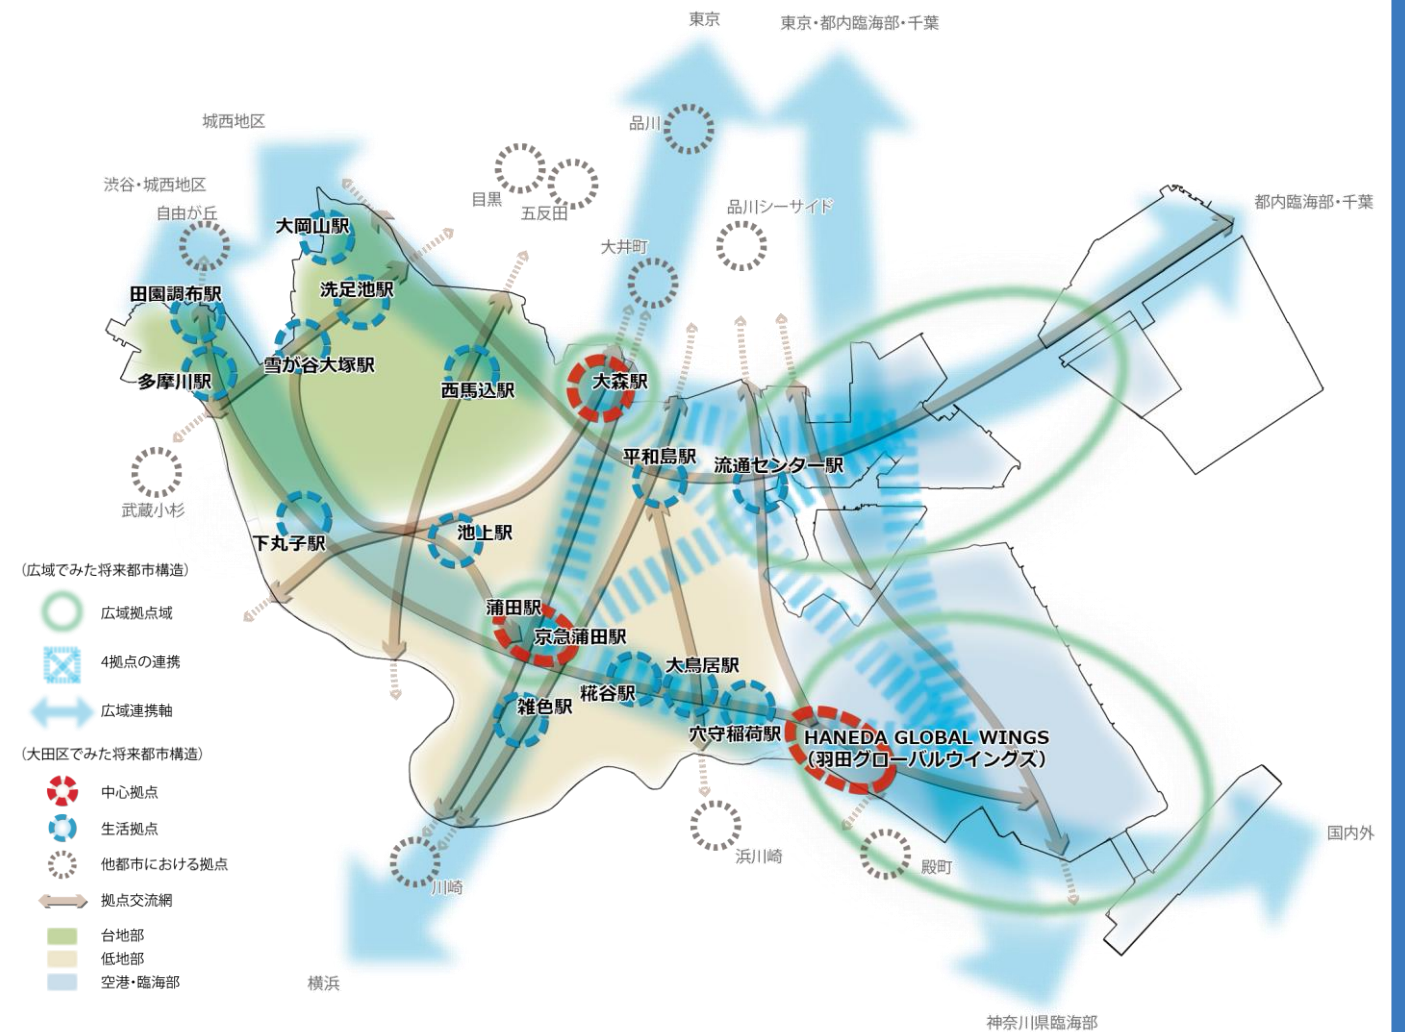 東京
東京・都内臨海部・千葉
城西地区
品川
渋谷・城西地区
自由が丘
目黒
五反田
品川シーサイド
都内臨海部・千葉
大岡山駅
大井町
田園調布駅
洗足池駅
雪が谷大塚駅
多摩川駅
西馬込駅
大森駅
平和島駅
流通センター駅
武蔵小杉
下丸子駅
池上駅
(広域でみた将来都市構造)
広域拠点域
4拠点の連携
広域連携軸
(大田区でみた将来都市構造)
中心拠点
生活拠点
他都市における拠点
拠点交流網
台地部
低地部
空港・臨海部
蒲田駅
京急蒲田駅
大鳥居駅
糀谷駅
雑色駅
穴守稲荷駅
HANEDA GLOBAL WINGS
(羽田グローバルウイングズ)
国内外
浜川崎
殿町
川崎
横浜
神奈川県臨海部